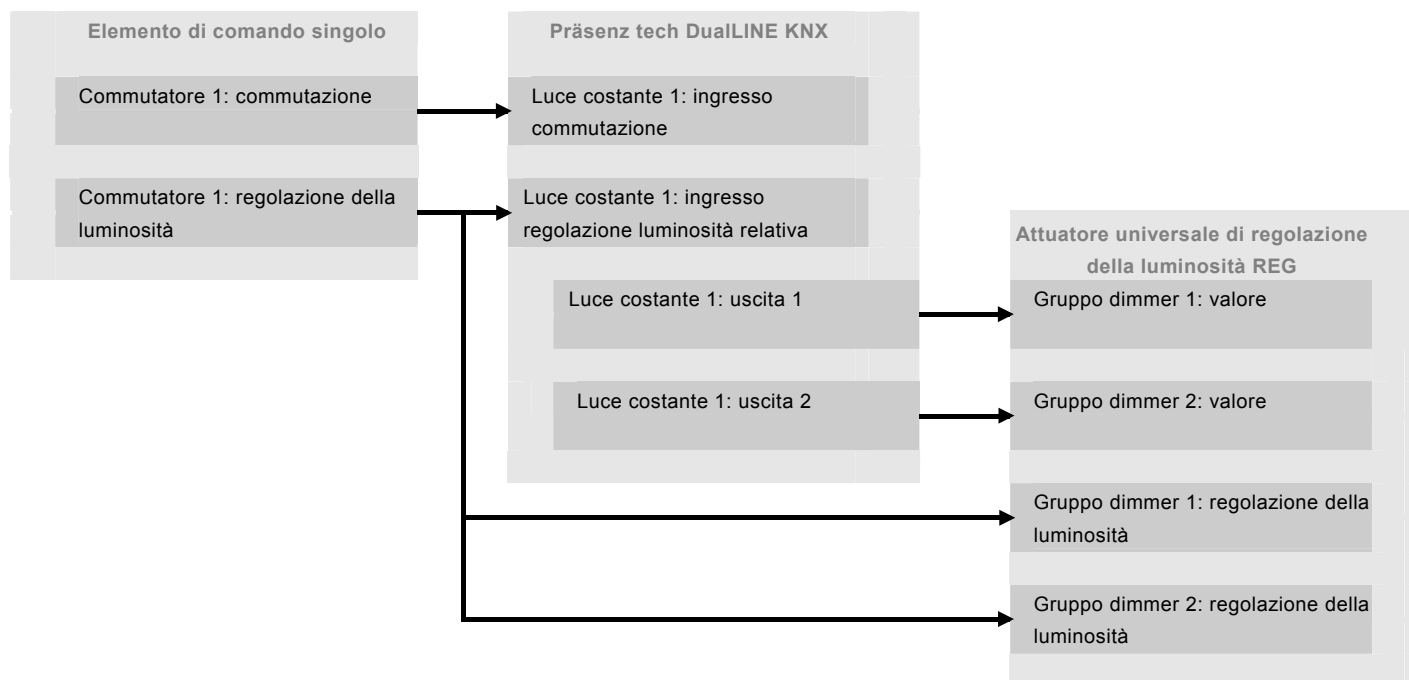 Elemento di comando singolo
Commutatore 1: commutazione
Commutatore 1: regolazione della
luminosità
Präsenz tech DualLINE KNX
Luce costante 1: ingresso
commutazione
Luce costante 1: ingresso
regolazione luminosità relativa
Luce costante 1: uscita 1
Luce costante 1: uscita 2
Attuatore universale di regolazione
della luminosità REG
Gruppo dimmer 1: valore
Gruppo dimmer 2: valore
Gruppo dimmer 1: regolazione della
luminosità
Gruppo dimmer 2: regolazione della
luminosità